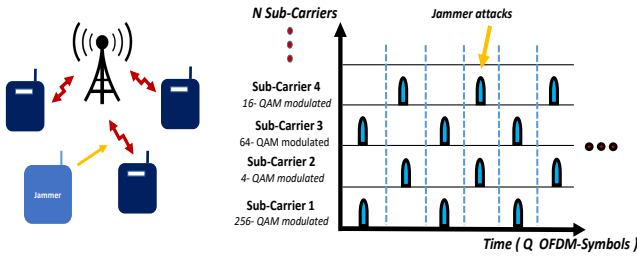 N Sub-Carriers
Jammer attacks
Sub-Carrier 4
16- QAM modulated
Sub-Carrier 3
64- QAM modulated
Sub-Carrier 2
4- QAM modulated
Sub-Carrier 1
256- QAM modulated
Jammer
Time ( Q OFDM-Symbols )